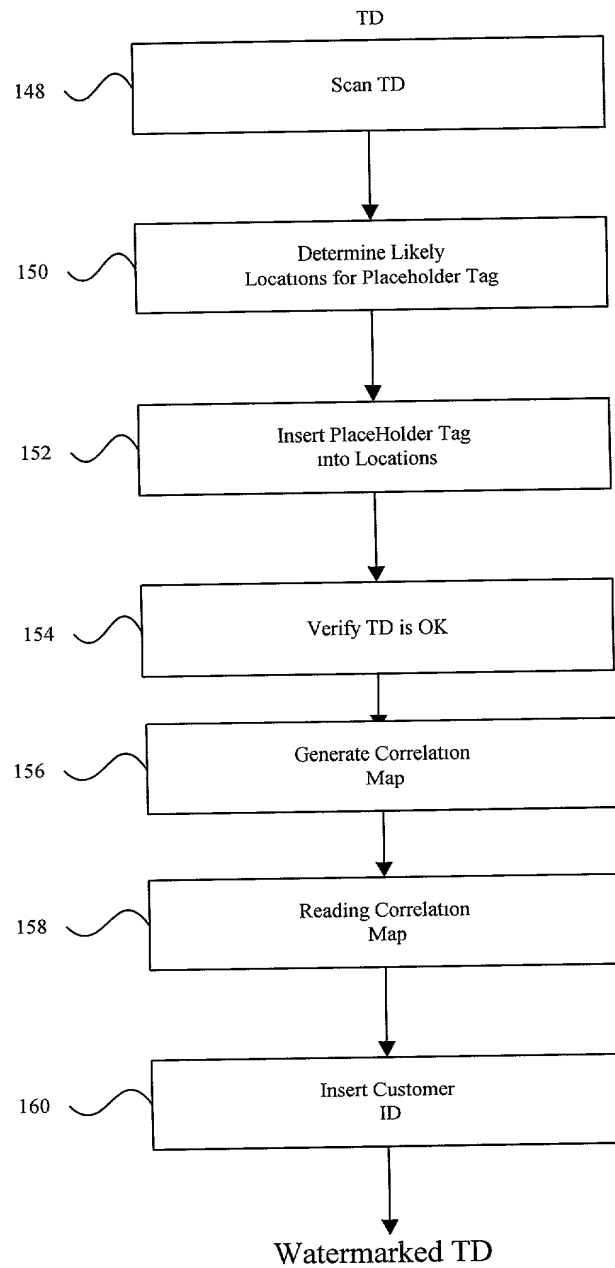 TD
148
Scan TD
150
Determine Likely
Locations for Placeholder Tag
152
Insert PlaceHolder Tag
into Locations
154
Verify TD is OK
156
Generate Correlation
Map
158
Reading Correlation
Map
160
Insert Customer
ID
Watermarked TD